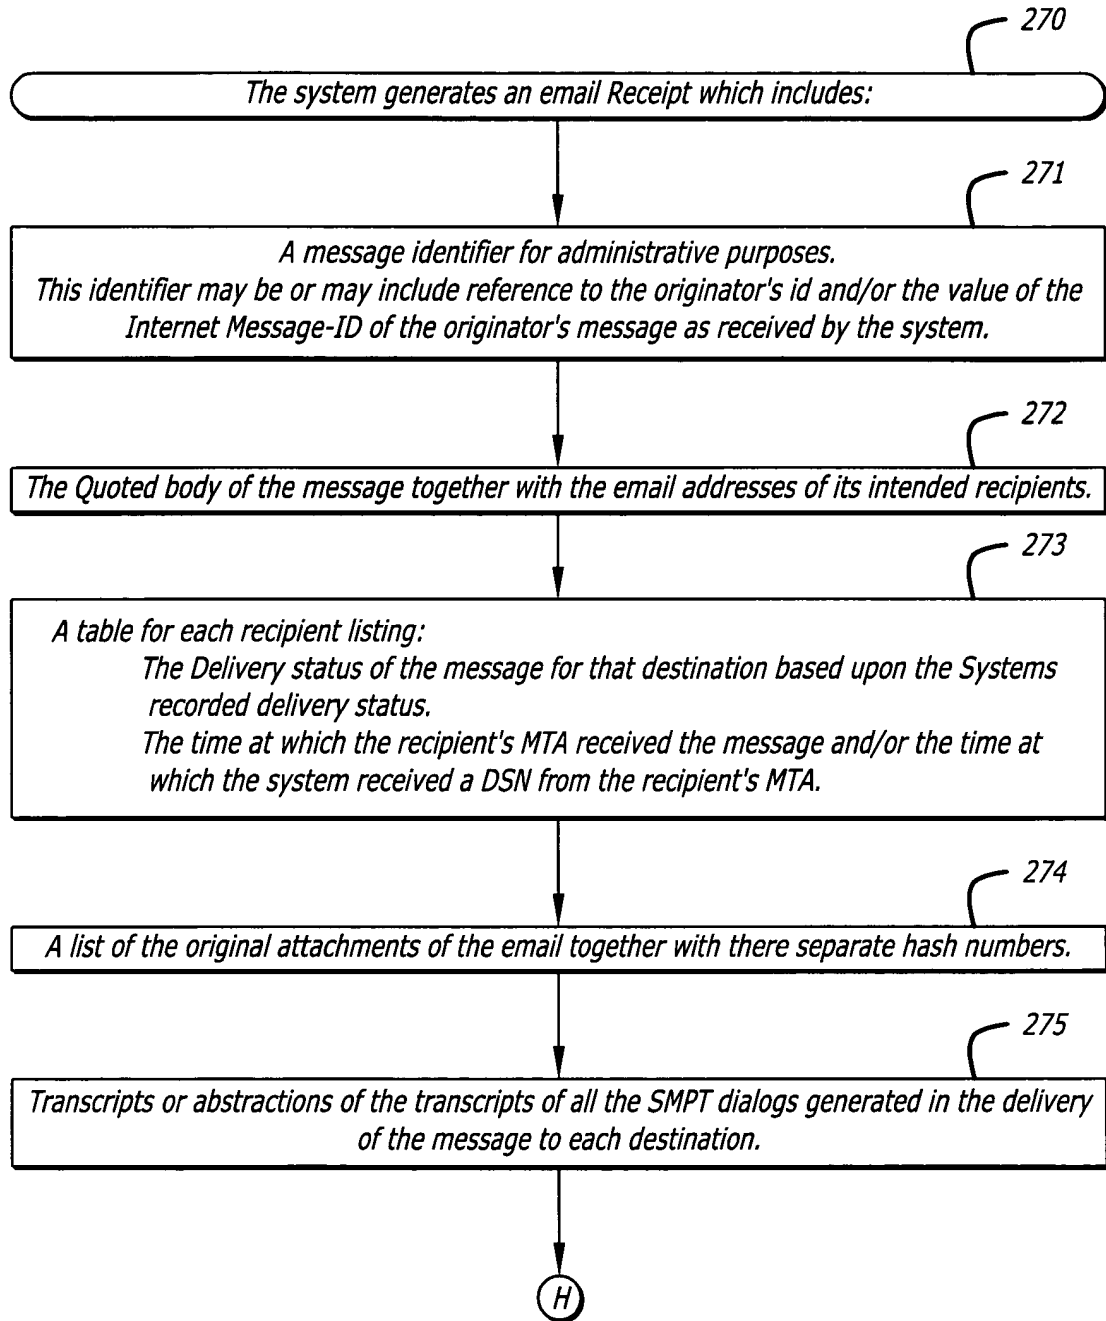 270
The system generates an email Receipt which includes:
271
A message identifier for administrative purposes.
This identifier may be or may include reference to the originator's id and/or the value of the
Internet Message-ID of the originator's message as received by the system.
272
The Quoted body of the message together with the email addresses of its intended recipients.
273
A table for each recipient listing:
The Delivery status of the message for that destination based upon the Systems
recorded delivery status.
The time at which the recipient's MTA received the message and/or the time at
which the system received a DSN from the recipient's MTA.
274
A list of the original attachments of the email together with there separate hash numbers.
275
Transcripts or abstractions of the transcripts of all the SMPT dialogs generated in the delivery
of the message to each destination.
H